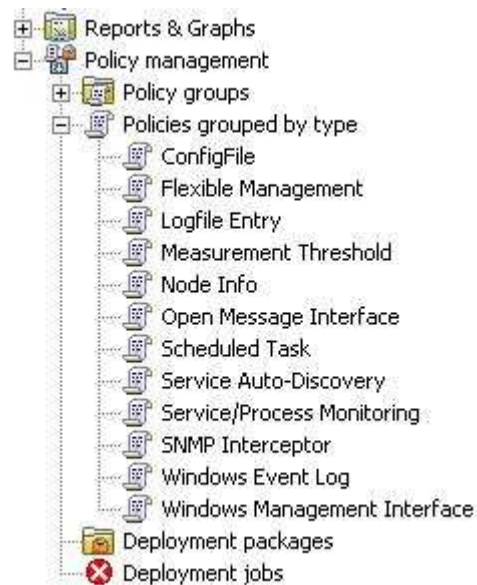 Reports & Graphs
Policy management
Policy groups
Policies grouped by type
ConfigFile
Flexible Management
Logfile Entry
Measurement Threshold
Node Info
Open Message Interface
Scheduled Task
Service Auto-Discovery
Service/Process Monitoring
SNMP Interceptor
Windows Event Log
Windows Management Interface
Deployment packages
Deployment jobs